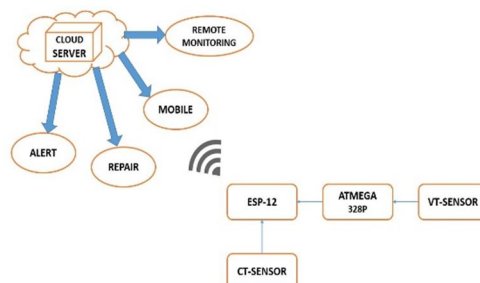 CLOUD
SERVER
REMOTE
MONITORING
MOBILE
ALERT
REPAIR
ESP-12
ATMEGA
328P
VT-SENSOR
CT-SENSOR